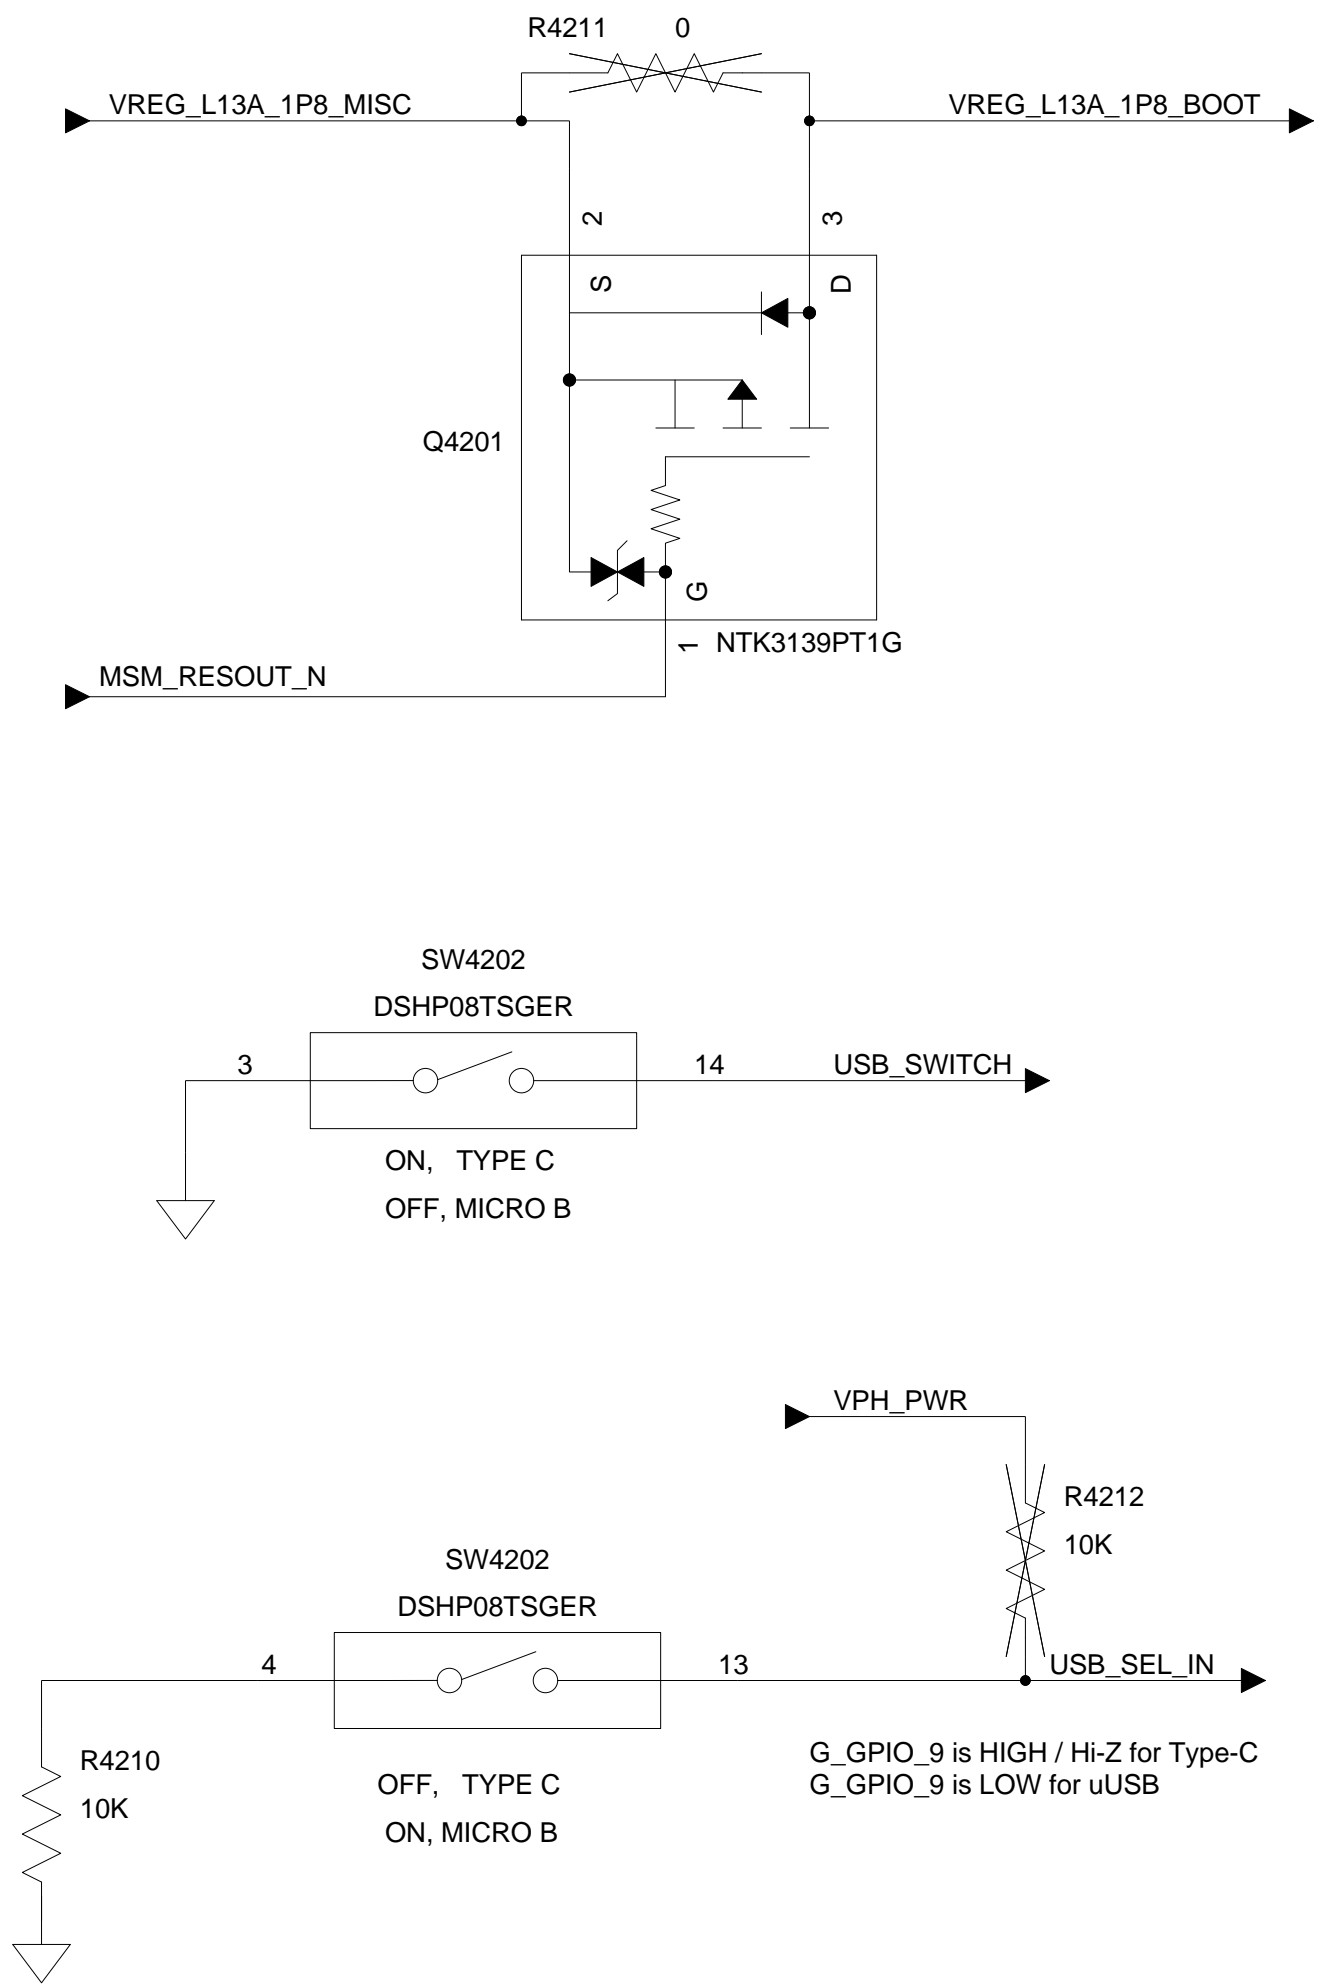 R4211 0
VREG_L13A_1P8_MISC
VREG_L13A_1P8_BOOT
2
3
S
D
Q4201
G
1
NTK3139PT1G
MSM_RESOUT_N
SW4202
DSHP08TSGER
3
14
USB_SWITCH
ON, TYPE C
OFF, MICRO B
VPH_PWR
R4212
10K
SW4202
DSHP08TSGER
4
13
USB_SEL_IN
R4210
10K
OFF, TYPE C
ON, MICRO B
G_GPIO_9 is HIGH / Hi-Z for Type-C
G_GPIO_9 is LOW for uUSB